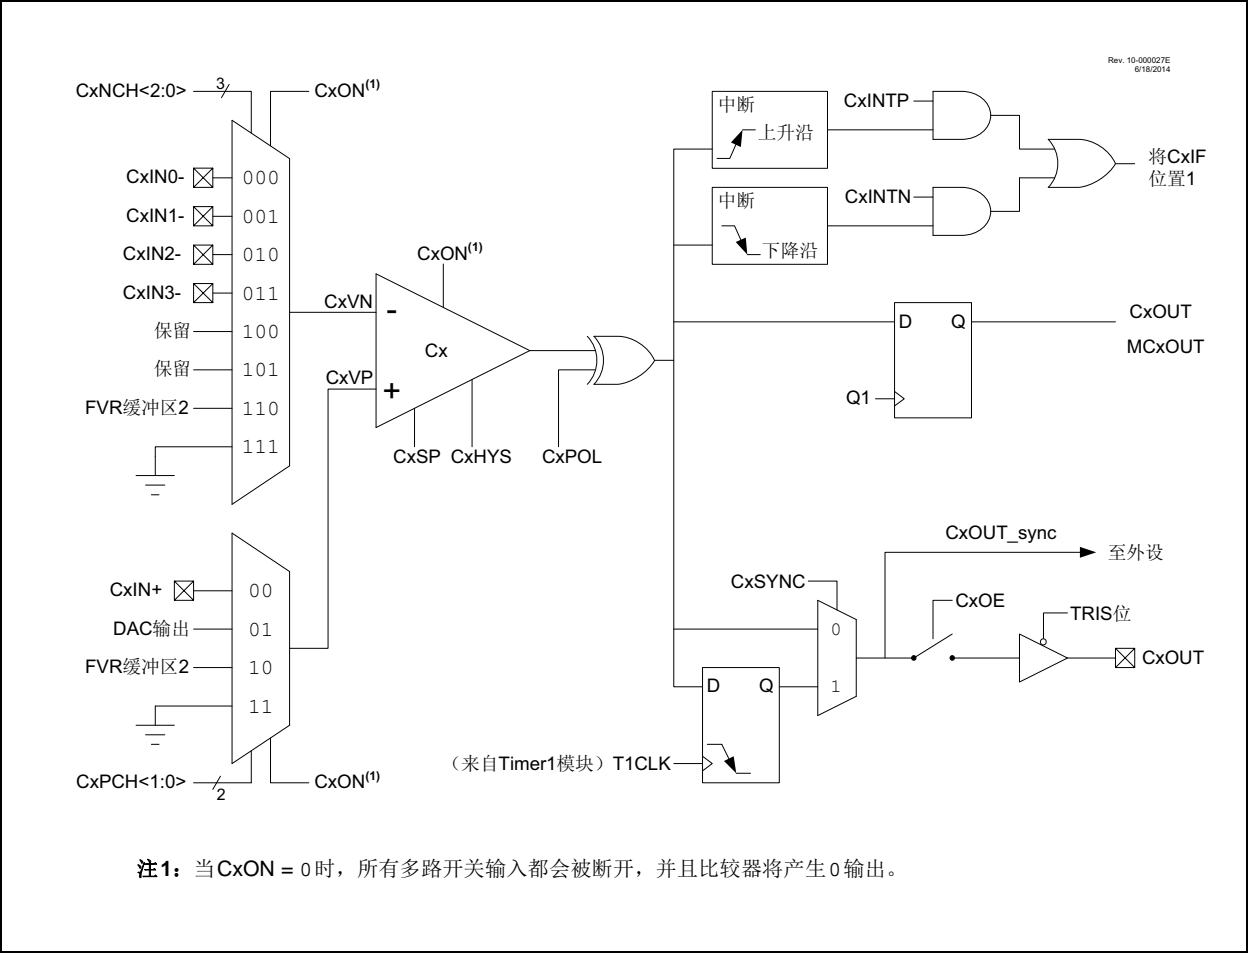 Rev. 10-000027E
6/18/2014
CxNCH<2:0>
3
CxON(1)
CxIN0-
000
CxIN1-
001
CxIN2-
010
CxIN3-
011
保留
100
保留
101
FVR缓冲区2
110
111
CxVN
CxVP
CxON(1)
-
Cx
+
CxSP
CxHYS
CxPOL
中断
上升沿
CxINTP
中断
下降沿
CxINTN
将CxIF
位置1
D
Q
Q1
CxOUT
MCxOUT
CxIN+
00
DAC输出
01
FVR缓冲区2
10
11
CxPCH<1:0>
2
CxON(1)
CxOUT_sync
至外设
CxSYNC
0
1
CxOE
TRIS位
CxOUT
D
Q
（来自Timer1模块）T1CLK
注1：当CxON = 0时，所有多路开关输入都会被断开，并且比较器将产生0输出。